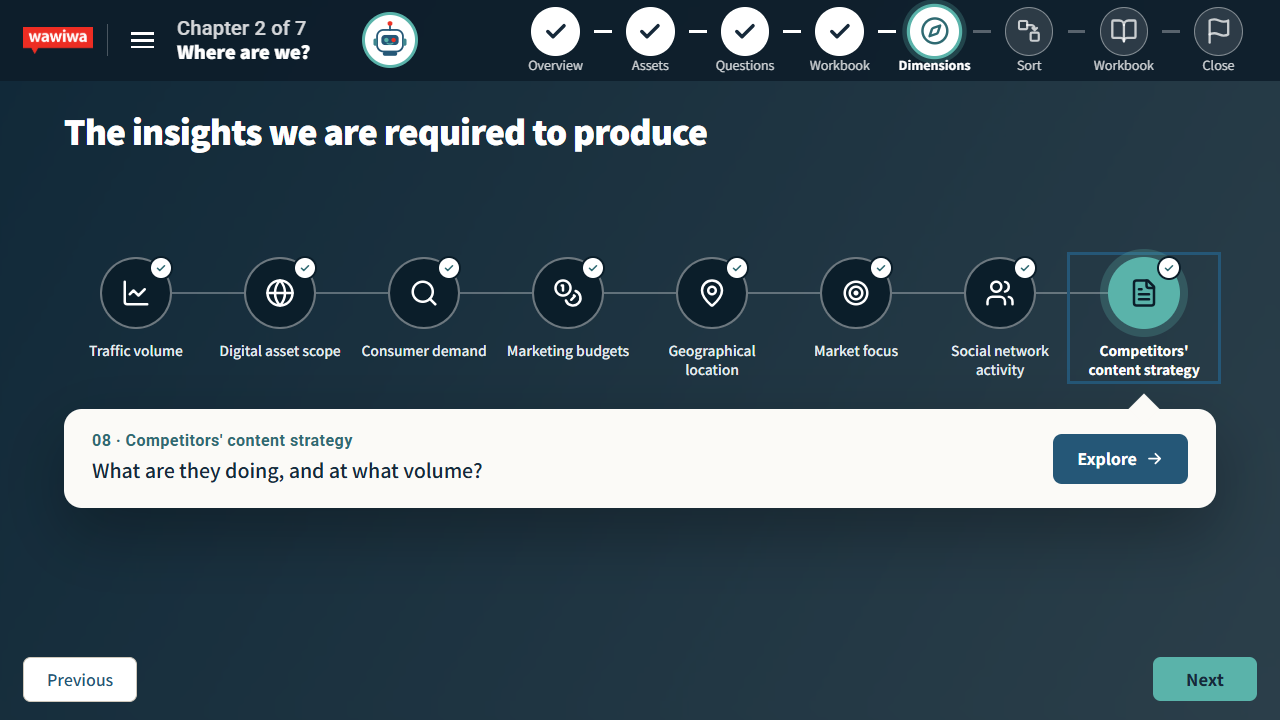 wawiwa
Chapter 2 of 7
Where are we?
Overview
Assets
Questions
Workbook
Dimensions
Sort
Workbook
Close
The insights we are required to produce
Traffic volume
Digital asset scope
Consumer demand
Marketing budgets
Geographical
location
Market focus
Social network
activity
Competitors'
content strategy
08 · Competitors' content strategy
What are they doing, and at what volume?
Explore →
Previous
Next